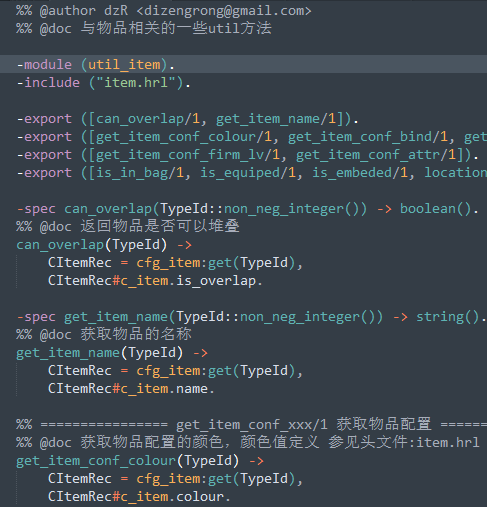 %% @author dzR <dizengrong@gmail.com>
%% @doc 与物品相关的一些util方法
-module (util_item).
-include ("item.hrl").
-export ([can_overlap/1, get_item_name/1]).
-export ([get_item_conf_colour/1, get_item_conf_bind/1, get
-export ([get_item_conf_firm_lv/1, get_item_conf_attr/1]).
-export ([is_in_bag/1, is_equiped/1, is_embeded/1, location
-spec can_overlap(TypeId::non_neg_integer()) -> boolean().
%% @doc 返回物品是否可以堆叠
can_overlap(TypeId) ->
CItemRec = cfg_item:get(TypeId),
CItemRec#c_item.is_overlap.
-spec get_item_name(TypeId::non_neg_integer()) -> string().
%% @doc 获取物品的名称
get_item_name(TypeId) ->
CItemRec = cfg_item:get(TypeId),
CItemRec#c_item.name.
%% ================ get_item_conf_xxx/1 获取物品配置 =====
%% @doc 获取物品配置的颜色，颜色值定义 参见头文件:item.hrl
get_item_conf_colour(TypeId) ->
CItemRec = cfg_item:get(TypeId),
CItemRec#c_item.colour.